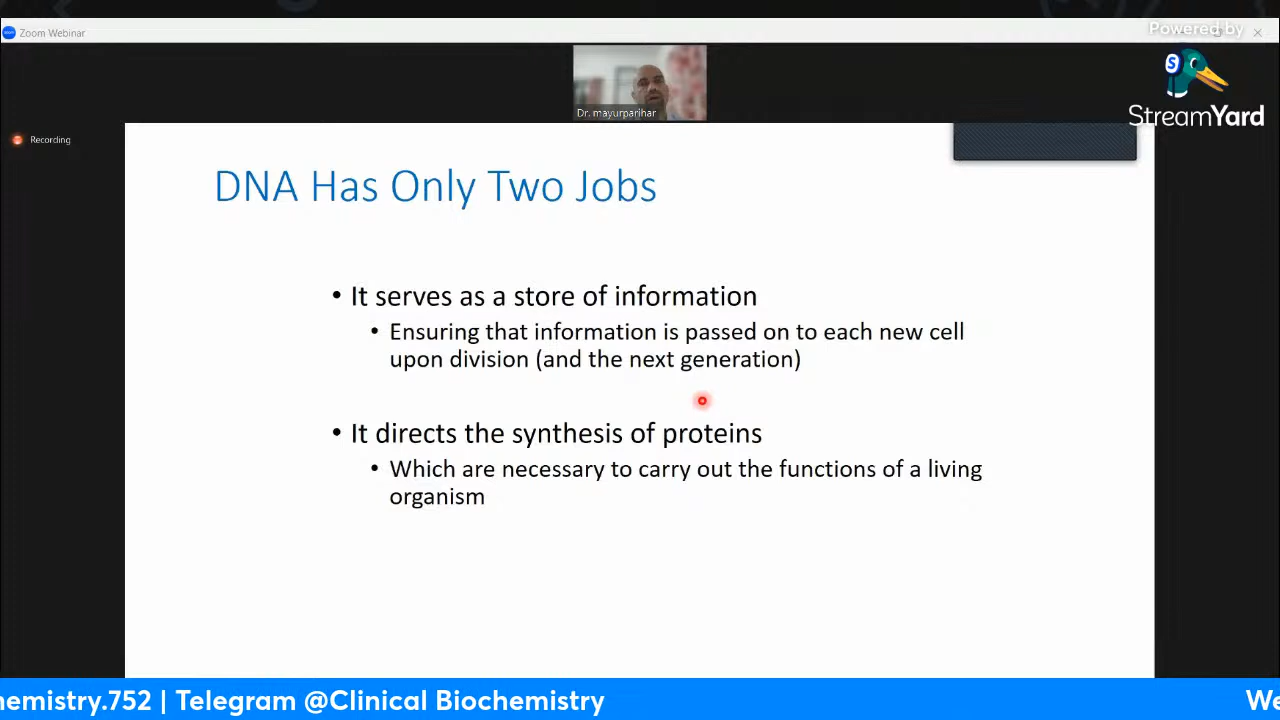 Zoom Webinar
Powered by
StreamYard
Dr. mayurparihar
Recording
DNA Has Only Two Jobs
• It serves as a store of information
• Ensuring that information is passed on to each new cell
upon division (and the next generation)
• It directs the synthesis of proteins
• Which are necessary to carry out the functions of a living
organism
hemistry.752 | Telegram @Clinical Biochemistry
We